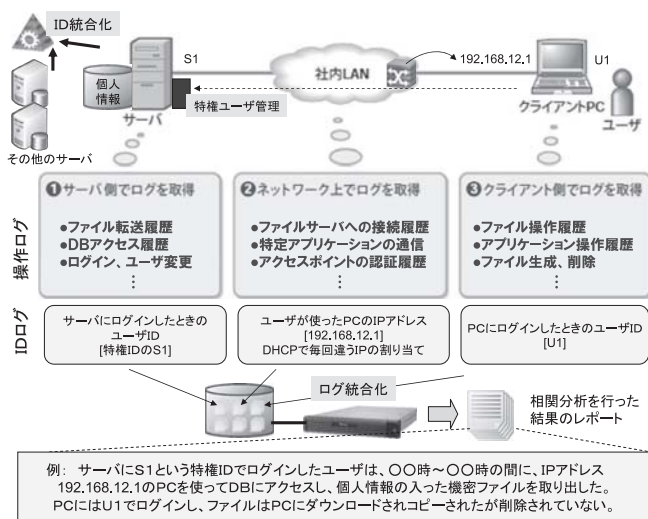 ID統合化
S1
192.168.12.1
U1
個人
情報
社内LAN
特権ユーザ管理
サーバ
クライアントPC
ユーザ
その他のサーバ
❶サーバ側でログを取得
❷ネットワーク上でログを取得
❸クライアント側でログを取得
操作ログ
●ファイル転送履歴
●DBアクセス履歴
●ログイン、ユーザ変更
⋮
●ファイルサーバへの接続履歴
●特定アプリケーションの通信
●アクセスポイントの認証履歴
⋮
●ファイル操作履歴
●アプリケーション操作履歴
●ファイル生成、削除
⋮
IDログ
サーバにログインしたときの
ユーザID
[特権IDのS1]
ユーザが使ったPCのIPアドレス
[192.168.12.1]
DHCPで毎回違うIPの割り当て
PCにログインしたときのユーザID
[U1]
ログ統合化
相関分析を行った
結果のレポート
例: サーバにS1という特権IDでログインしたユーザは、〇〇時～〇〇時の間に、IPアドレス
192.168.12.1のPCを使ってDBにアクセスし、個人情報の入った機密ファイルを取り出した。
PCにはU1でログインし、ファイルはPCにダウンロードされコピーされたが削除されていない。